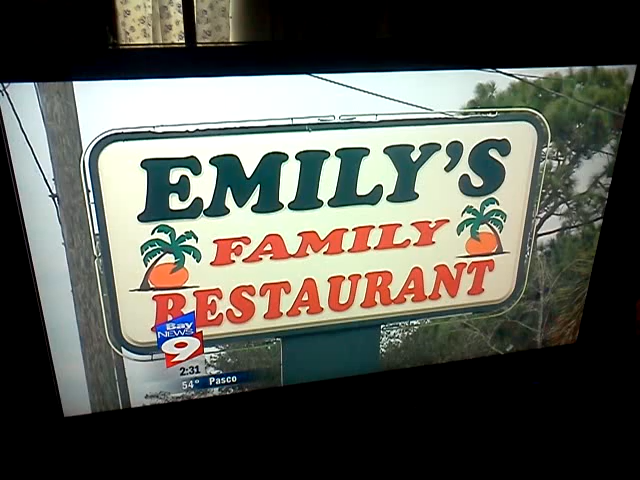 EMILY'S
FAMILY
RESTAURANT
Bay
NEWS
9
2:31
54° Pasco